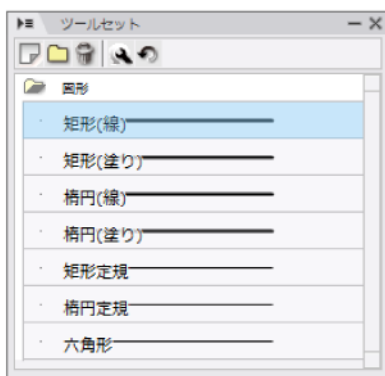 ツールセット
図形
矩形(線)
矩形(塗り)
楕円(線)
楕円(塗り)
矩形定規
楕円定規
六角形